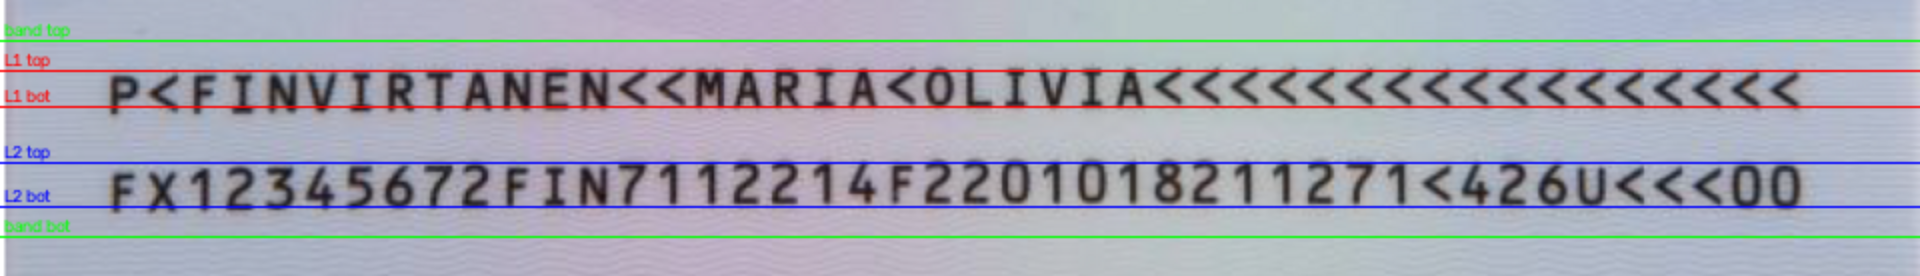 band top
L1 top
P<FINVIRTANEN<<MARIA<OLIVIA<<<<<<<<<<<<<<<<<
L1 bot
L2 top
FX12345672FIN7112214F2201018211271<426U<<<00
L2 bot
band bot